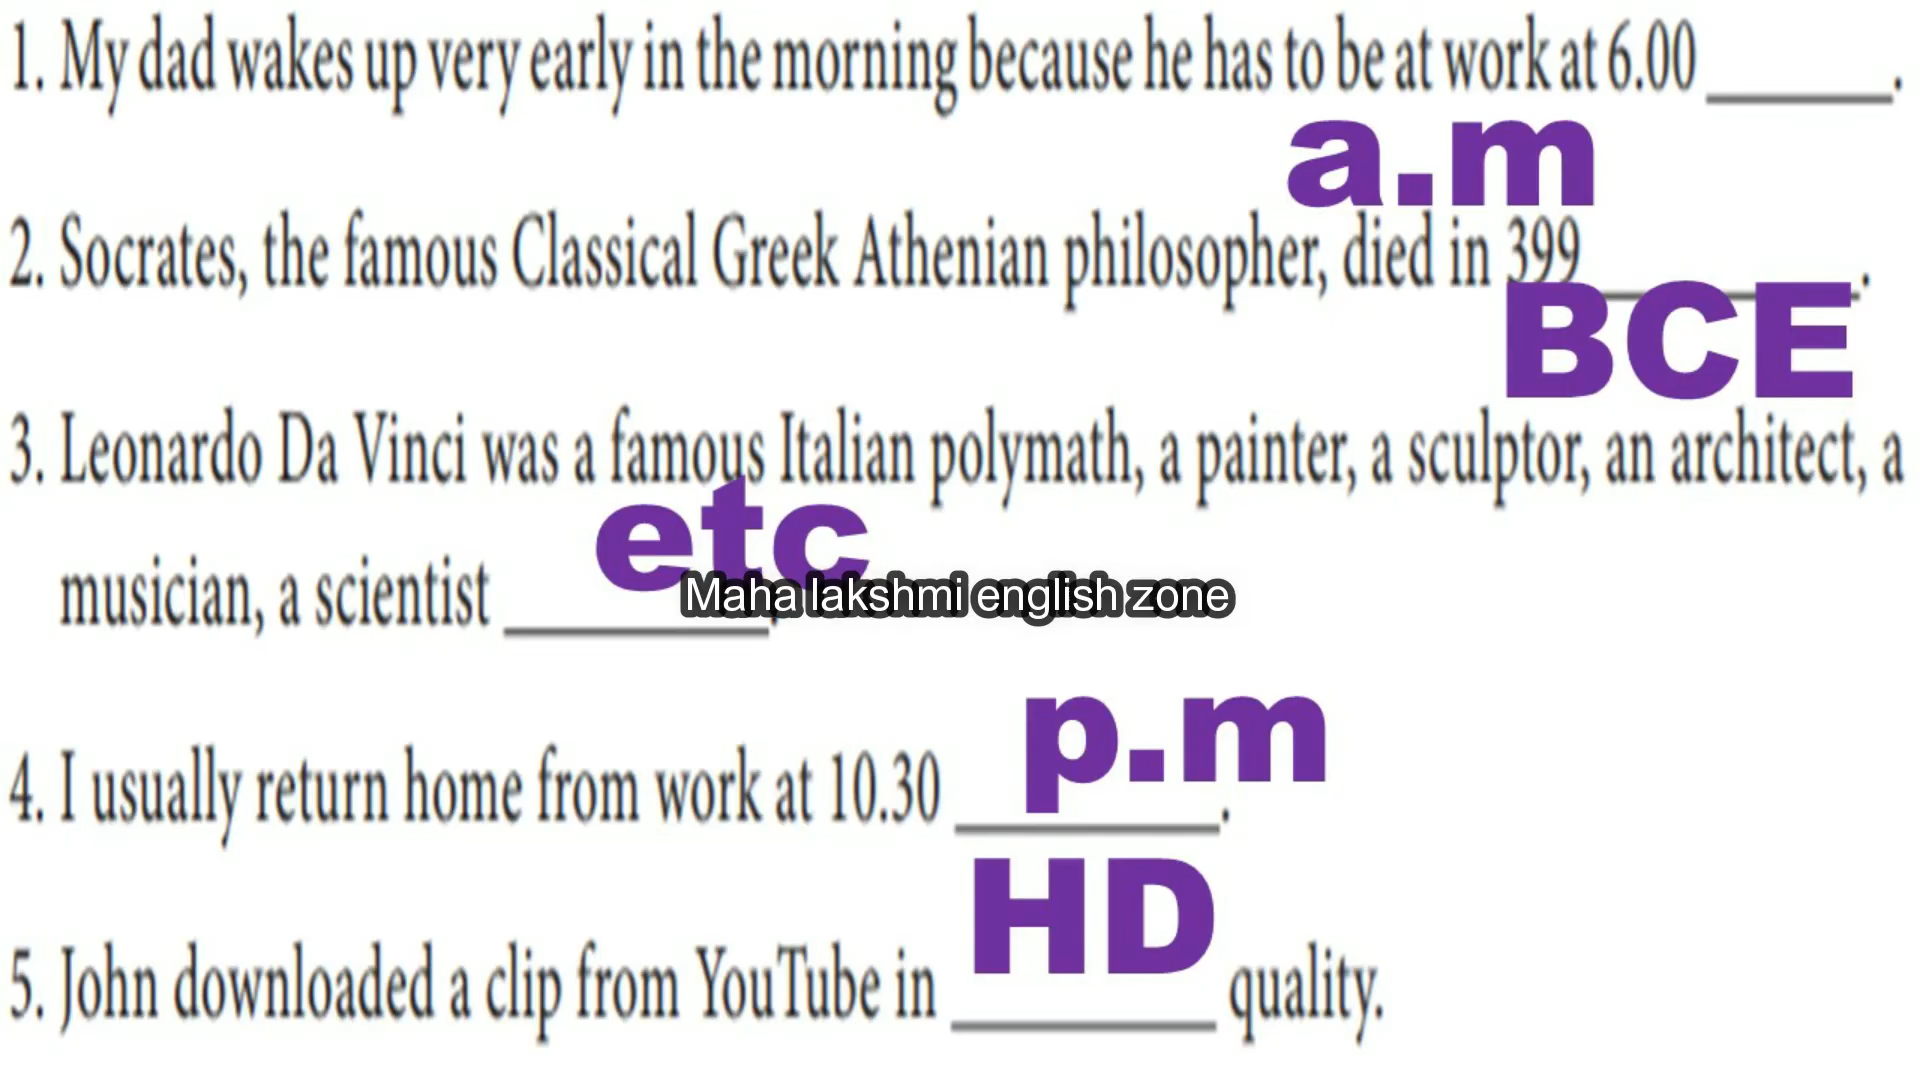 1. My dad wakes up very early in the morning because he has to be at work at 6.00 ______.
a.m
2. Socrates, the famous Classical Greek Athenian philosopher, died in 399 ______.
BCE
3. Leonardo Da Vinci was a famous Italian polymath, a painter, a sculptor, an architect, a
etc
musician, a scientist ______.
Maha lakshmi english zone
p.m
4. I usually return home from work at 10.30 ______.
HD
5. John downloaded a clip from YouTube in ______ quality.